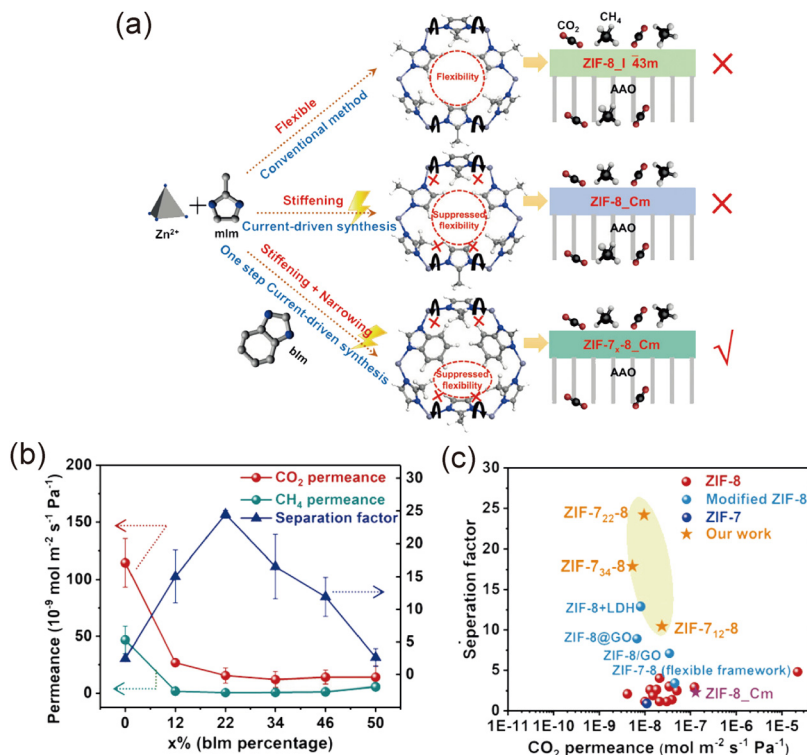 (a)
CO2 CH4
Flexibility
ZIF-8_I 4̄3m
AAO
Flexible
Conventional method
Zn2+
+
mIm
Stiffening
Current-driven synthesis
Suppressed
flexibility
ZIF-8_Cm
AAO
Stiffening + Narrowing
One step Current-driven synthesis
bIm
Suppressed
flexibility
ZIF-7x-8_Cm
AAO
(b)
Permeance (10-9 mol m-2 s-1 Pa-1)
200
150
100
50
0
CO2 permeance
CH4 permeance
Separation factor
30
25
20
15
10
5
0
0 12 22 34 46 50
x% (bIm percentage)
(c)
Seperation factor
30
25
20
15
10
5
0
ZIF-8
Modified ZIF-8
ZIF-7
Our work
ZIF-722-8
ZIF-734-8
ZIF-8+LDH
ZIF-712-8
ZIF-8@GO
ZIF-8/GO
ZIF-7-8 (flexible framework)
ZIF-8_Cm
1E-11 1E-10 1E-9 1E-8 1E-7 1E-6 1E-5
CO2 permeance (mol m-2 s-1 Pa-1)